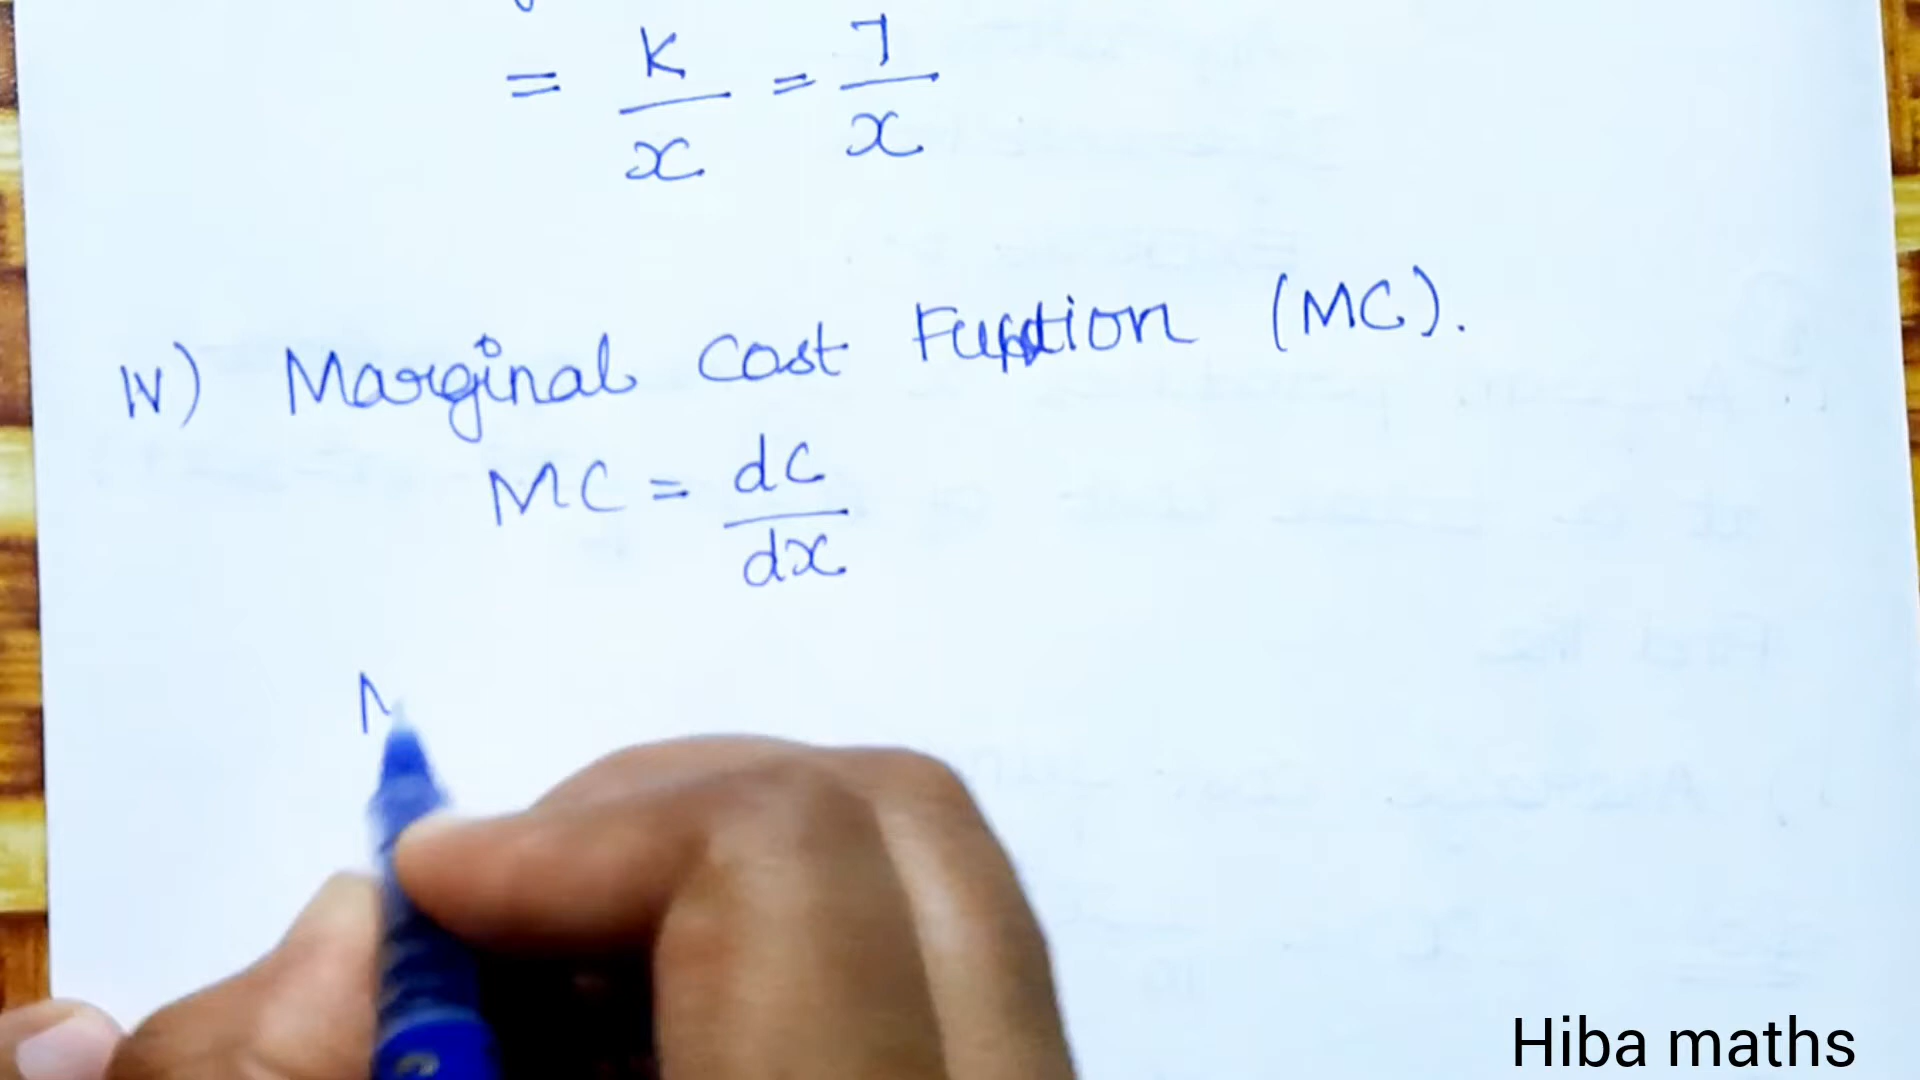 = k/x = 7/x
IV) Marginal Cost Function (MC).
MC = dC/dx
M
Hiba maths